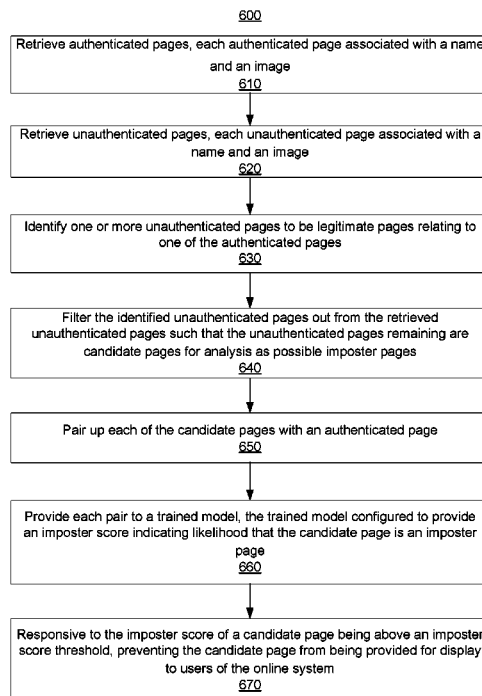 600
Retrieve authenticated pages, each authenticated page associated with a name
and an image
610
Retrieve unauthenticated pages, each unauthenticated page associated with a
name and an image
620
Identify one or more unauthenticated pages to be legitimate pages relating to
one of the authenticated pages
630
Filter the identified unauthenticated pages out from the retrieved
unauthenticated pages such that the unauthenticated pages remaining are
candidate pages for analysis as possible imposter pages
640
Pair up each of the candidate pages with an authenticated page
650
Provide each pair to a trained model, the trained model configured to provide
an imposter score indicating likelihood that the candidate page is an imposter
page
660
Responsive to the imposter score of a candidate page being above an imposter
score threshold, preventing the candidate page from being provided for display
to users of the online system
670